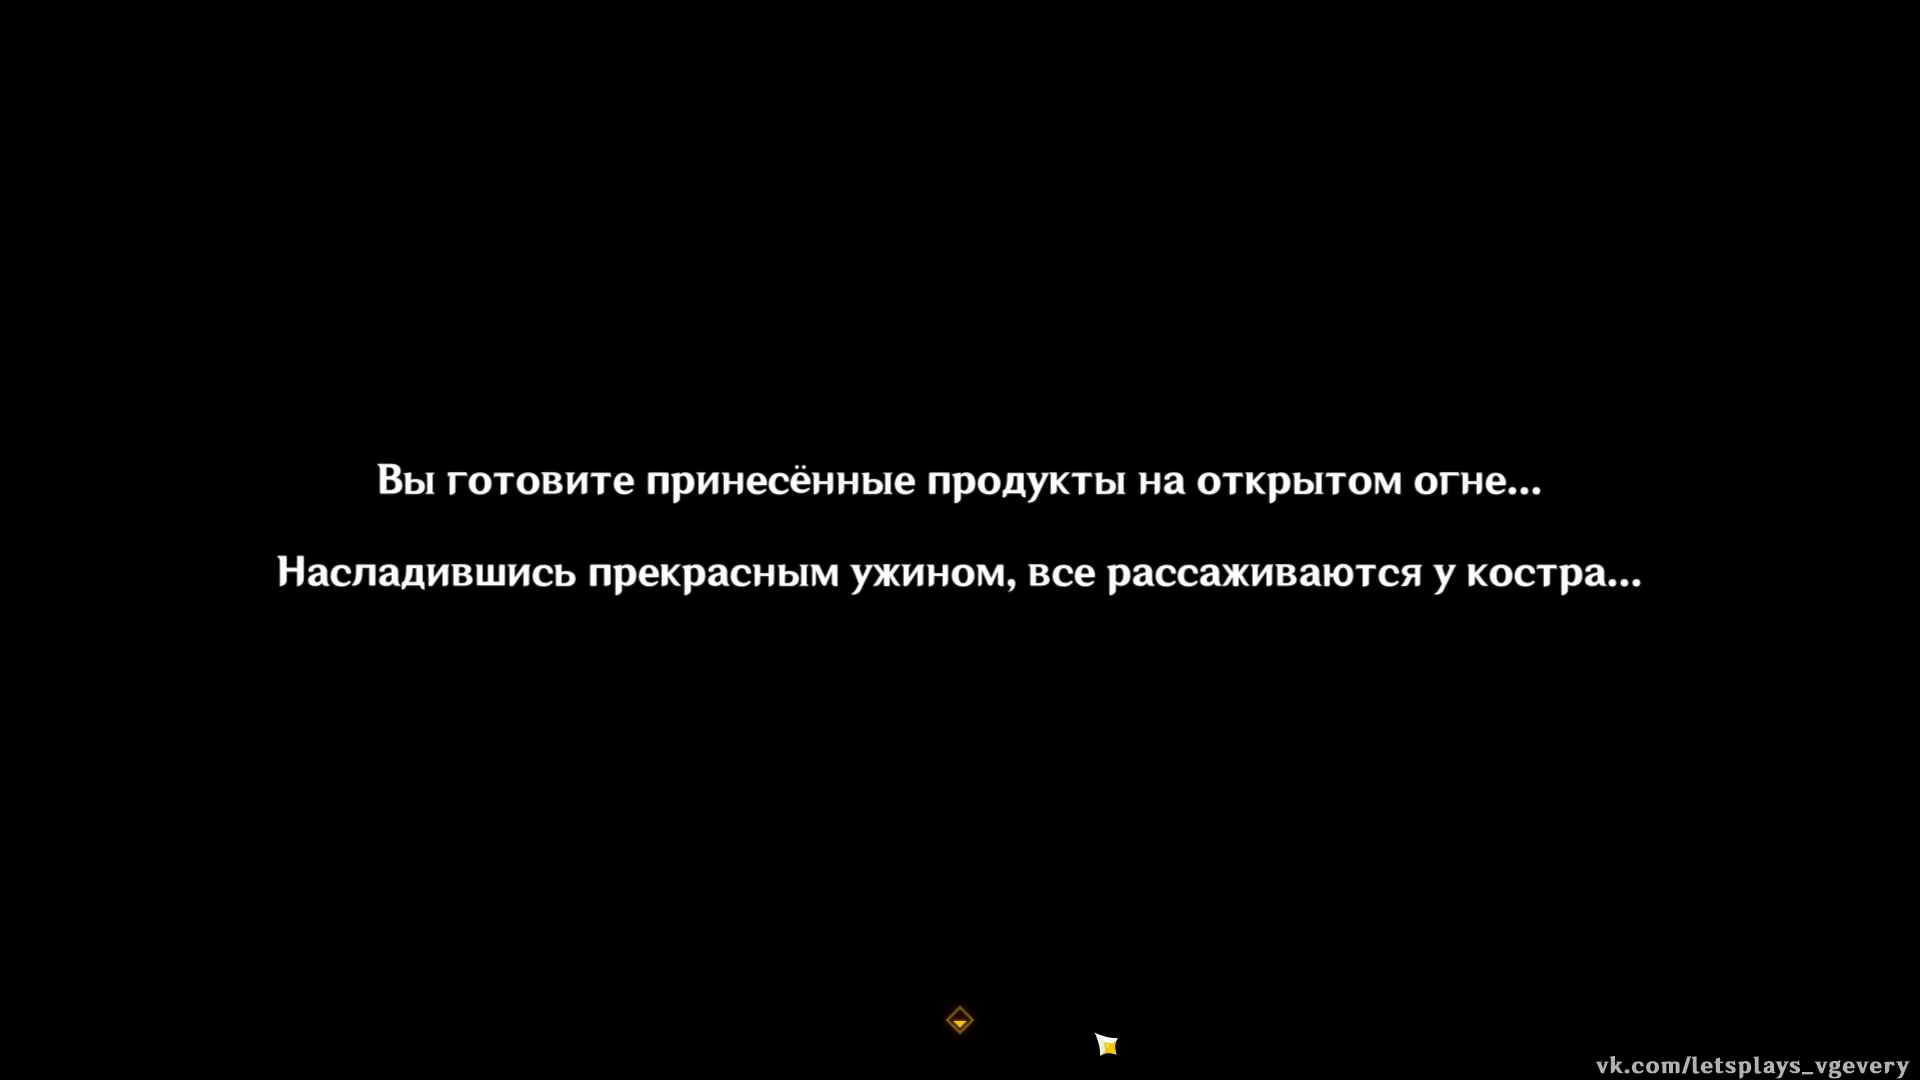 Вы готовите принесённые продукты на открытом огне...
Насладившись прекрасным ужином, все рассаживаются у костра...
vk.com/letsplays_vgevery